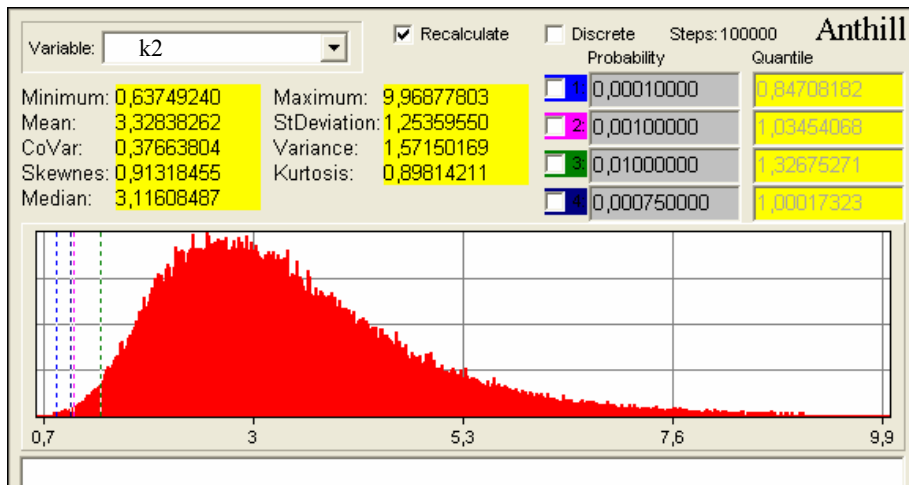 Variable: k2
Recalculate
Discrete Steps:100000 Anthill
Probability Quantile
Minimum: 0,63749240 Maximum: 9,96877803
Mean: 3,32838262 StDeviation: 1,25359550
CoVar: 0,37663804 Variance: 1,57150169
Skewnes: 0,91318455 Kurtosis: 0,89814211
Median: 3,11608487
1: 0,00010000 0,84708182
2: 0,00100000 1,03454068
3: 0,01000000 1,32675271
4: 0,000750000 1,00017323
0,7 3 5,3 7,6 9,9